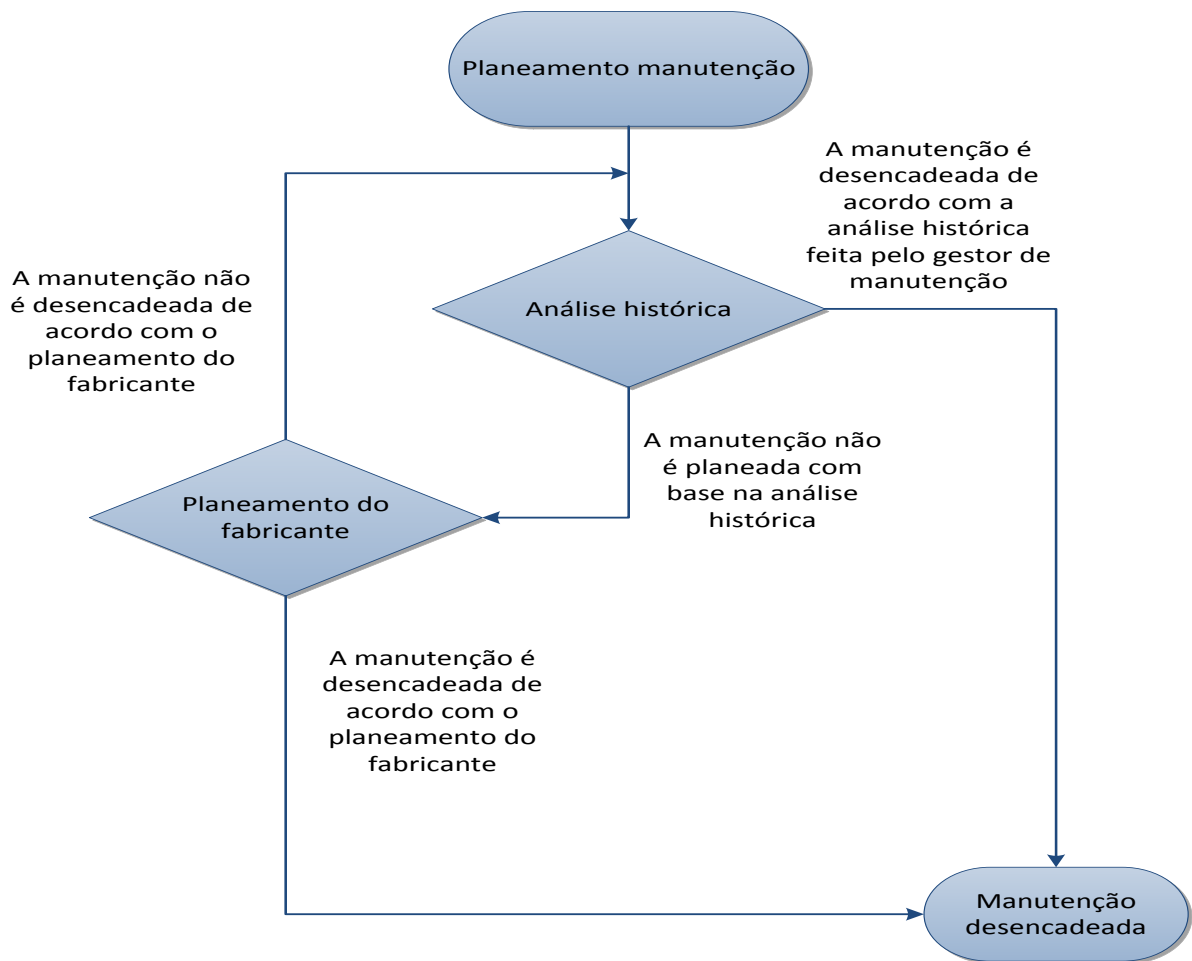 Planeamento manutenção
A manutenção é
desencadeada de
acordo com a
análise histórica
feita pelo gestor de
manutenção
Análise histórica
A manutenção não
é desencadeada de
acordo com o
planeamento do
fabricante
A manutenção não
é planeada com
base na análise
histórica
Planeamento do
fabricante
A manutenção é
desencadeada de
acordo com o
planeamento do
fabricante
Manutenção
desencadeada